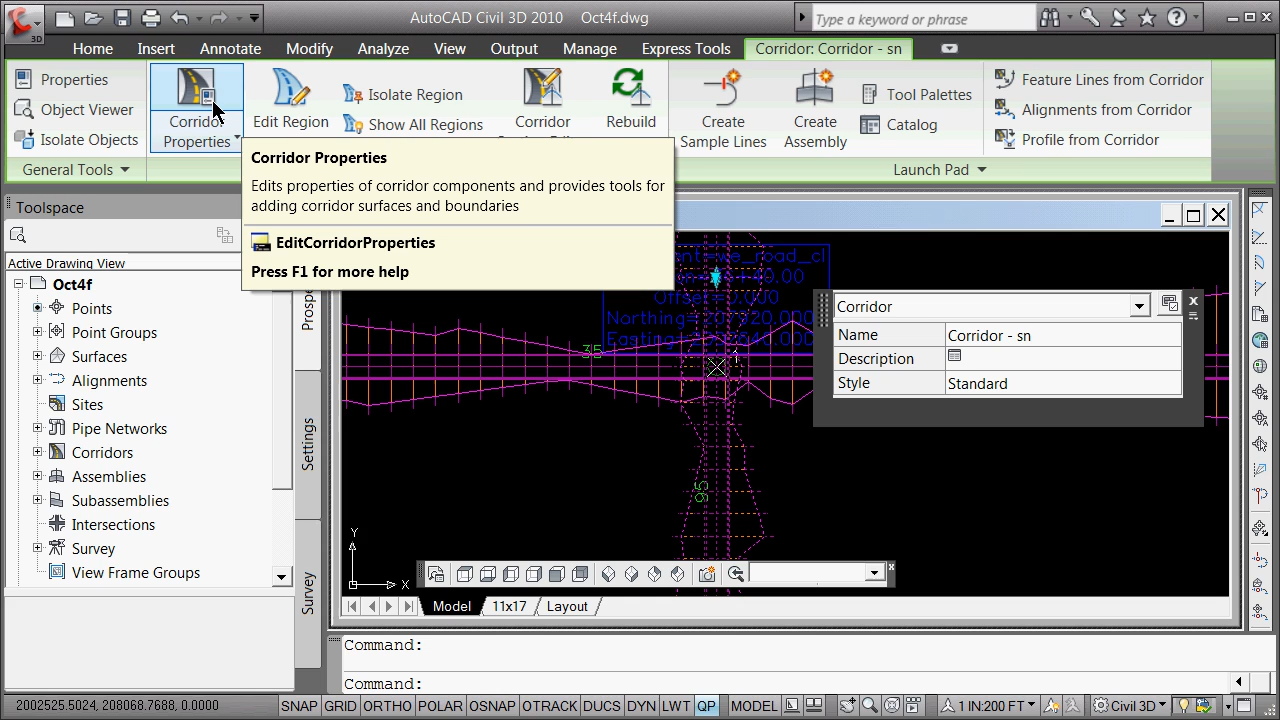 AutoCAD Civil 3D 2010 Oct4f.dwg
Type a keyword or phrase
3D
Home Insert Annotate Modify Analyze View Output Manage Express Tools Corridor: Corridor - sn
Properties
Object Viewer
Isolate Objects
General Tools
Corridor
Properties
Edit Region
Isolate Region
Show All Regions
Corridor
Rebuild
Create
Sample Lines
Create
Assembly
Tool Palettes
Catalog
Feature Lines from Corridor
Alignments from Corridor
Profile from Corridor
Launch Pad
Corridor Properties
Edits properties of corridor components and provides tools for
adding corridor surfaces and boundaries
EditCorridorProperties
Press F1 for more help
Toolspace
Active Drawing View
Oct4f
Points
Point Groups
Surfaces
Alignments
Sites
Pipe Networks
Corridors
Assemblies
Subassemblies
Intersections
Survey
View Frame Groups
Settings
Survey
we_road_cl
Offset =0.000
Northing=
Easting=
35
95
Corridor
Name Corridor - sn
Description
Style Standard
Y
X
Model 11x17 Layout
Command:
Command:
2002525.5024, 208068.7688, 0.0000 SNAP GRID ORTHO POLAR OSNAP OTRACK DUCS DYN LWT QP MODEL 1 IN:200 FT Civil 3D